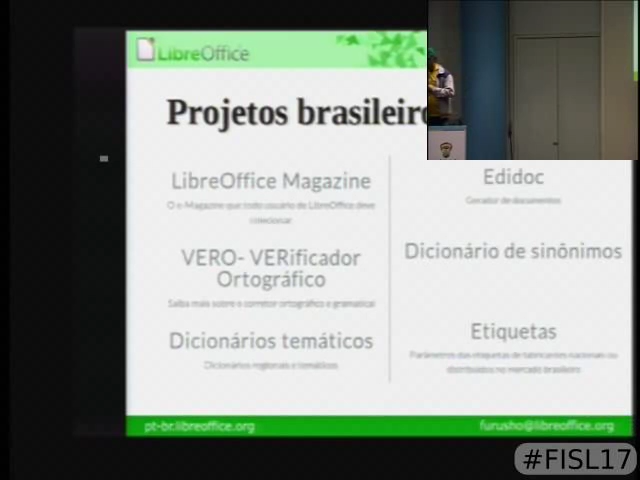 LibreOffice
Projetos brasileiro
LibreOffice Magazine
O e-Magazine que todo usuário de LibreOffice deve
colecionar
VERO- VERificador
Ortográfico
Saiba mais sobre o corretor ortográfico e gramatical
Dicionários temáticos
Dicionários regionais e temáticos
Edidoc
Gerador de documentos
Dicionário de sinônimos
Etiquetas
Parâmetros das etiquetas de fabricantes nacionais ou
distribuídos no mercado brasileiro
pt-br.libreoffice.org
furusho@libreoffice.org
#FISL17